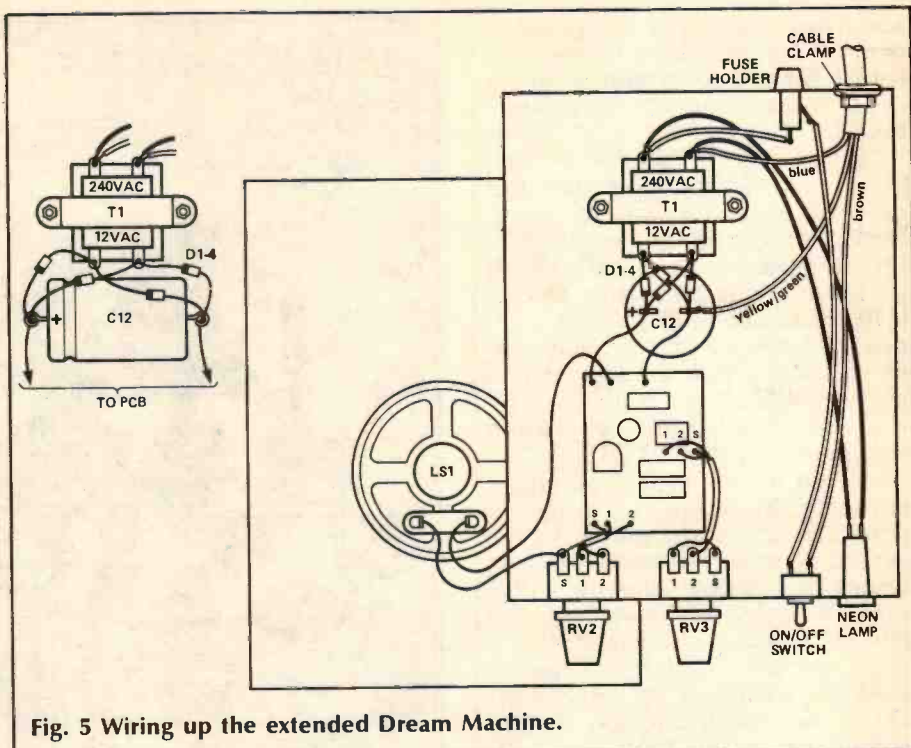 CABLE
CLAMP
FUSE
HOLDER
240VAC
T1
12VAC
D1-4
+
C12
TO PCB
240VAC
T1
12VAC
blue
brown
D1-4
+
C12
yellow/green
1 2 S
LS1
S 1 2
S 1 2
1 2 S
RV2
RV3
ON/OFF
SWITCH
NEON
LAMP
Fig. 5 Wiring up the extended Dream Machine.